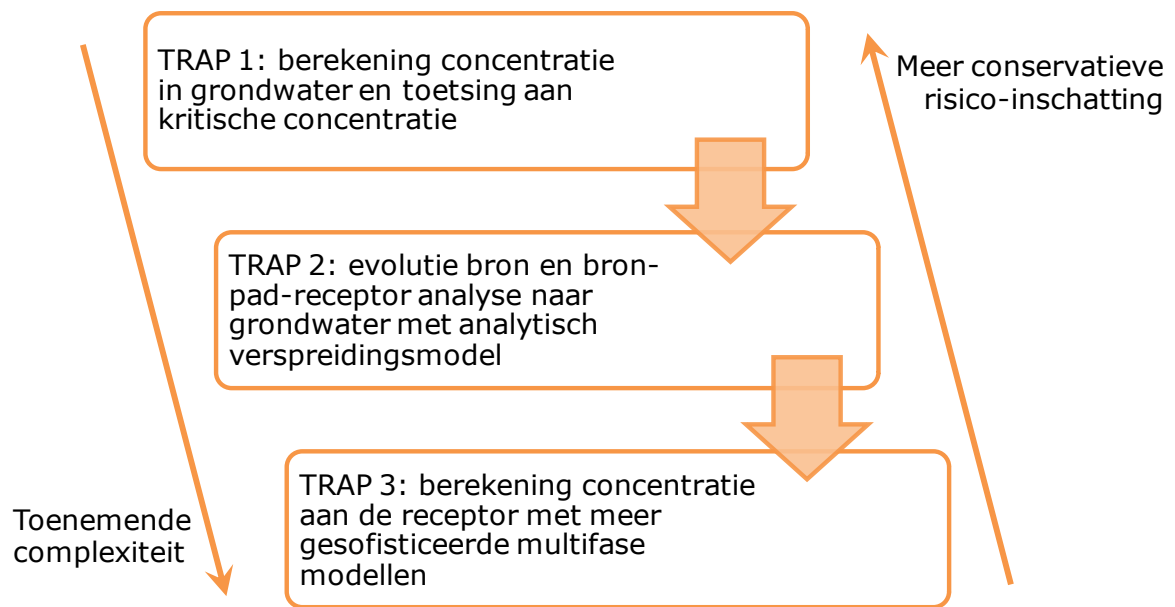 TRAP 1: berekening concentratie
in grondwater en toetsing aan
kritische concentratie
Meer conservatieve
risico-inschatting
TRAP 2: evolutie bron en bron-
pad-receptor analyse naar
grondwater met analytisch
verspreidingsmodel
TRAP 3: berekening concentratie
aan de receptor met meer
gesofisticeerde multifase
modellen
Toenemende
complexiteit